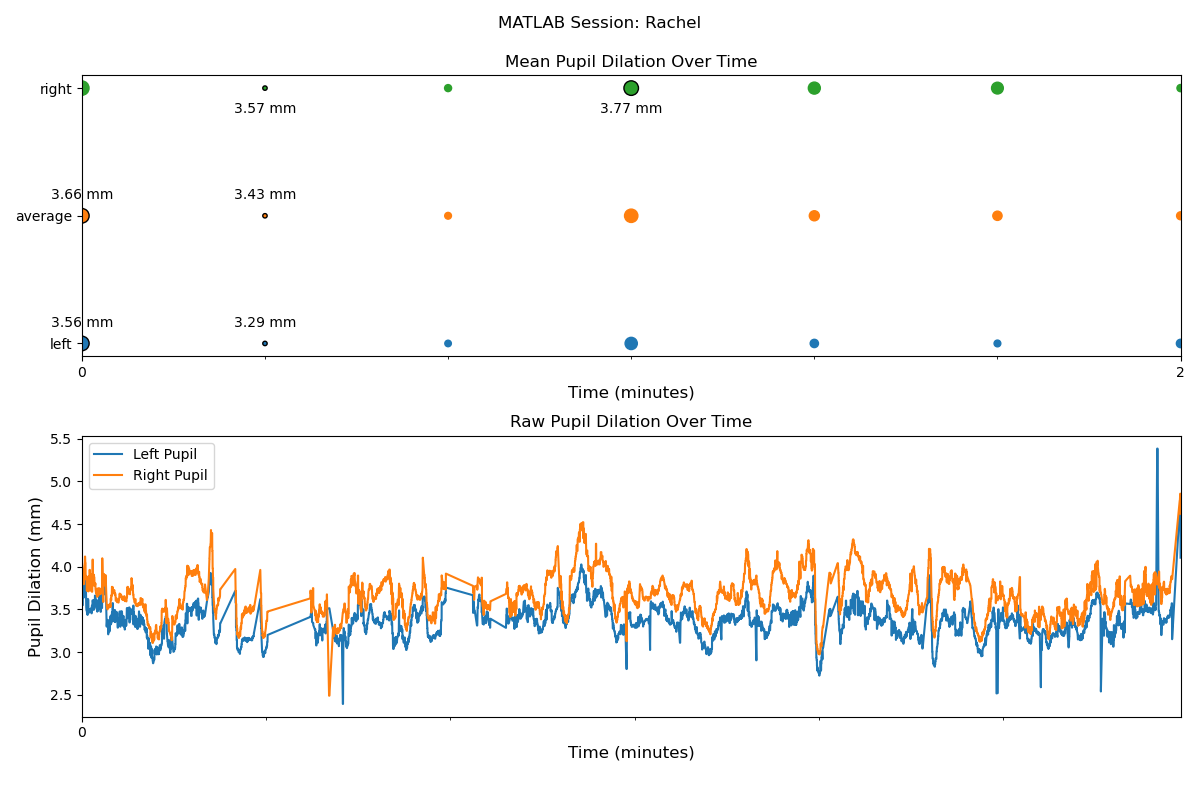 MATLAB Session: Rachel
Mean Pupil Dilation Over Time
right
3.57 mm
3.77 mm
3.66 mm
3.43 mm
average
3.56 mm
3.29 mm
left
0
2
Time (minutes)
Raw Pupil Dilation Over Time
5.5
Left Pupil
Right Pupil
5.0
4.5
4.0
3.5
3.0
2.5
Pupil Dilation (mm)
0
Time (minutes)